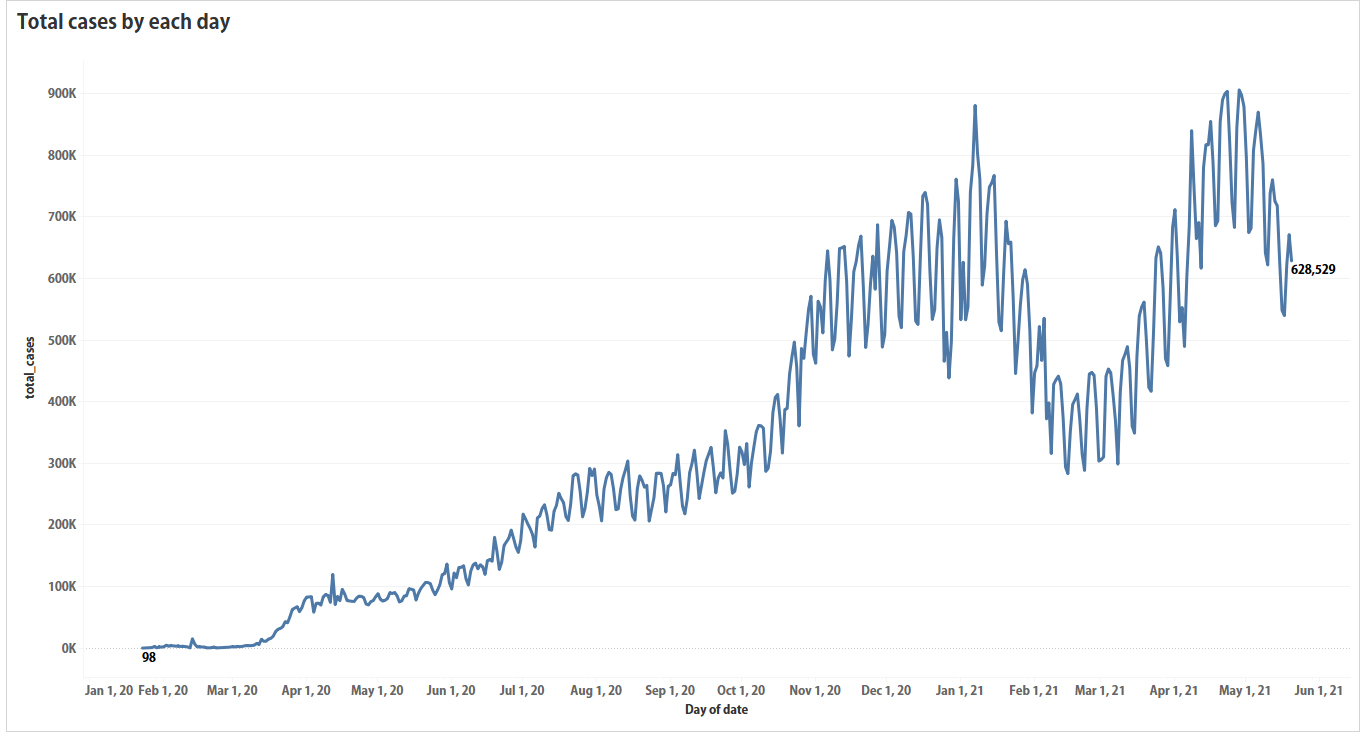 Total cases by each day
900K
800K
700K
600K
500K
400K
300K
200K
100K
0K
total_cases
628,529
98
Jan 1, 20 Feb 1, 20 Mar 1, 20 Apr 1, 20 May 1, 20 Jun 1, 20 Jul 1, 20 Aug 1, 20 Sep 1, 20 Oct 1, 20 Nov 1, 20 Dec 1, 20 Jan 1, 21 Feb 1, 21 Mar 1, 21 Apr 1, 21 May 1, 21 Jun 1, 21
Day of date